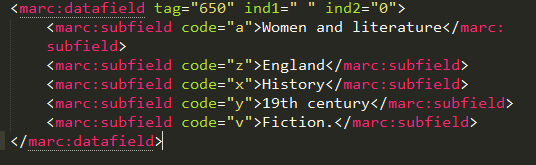 <marc:datafield tag="650" ind1=" " ind2="0">
<marc:subfield code="a">Women and literature</marc:
subfield>
<marc:subfield code="z">England</marc:subfield>
<marc:subfield code="x">History</marc:subfield>
<marc:subfield code="y">19th century</marc:subfield>
<marc:subfield code="v">Fiction.</marc:subfield>
</marc:datafield>